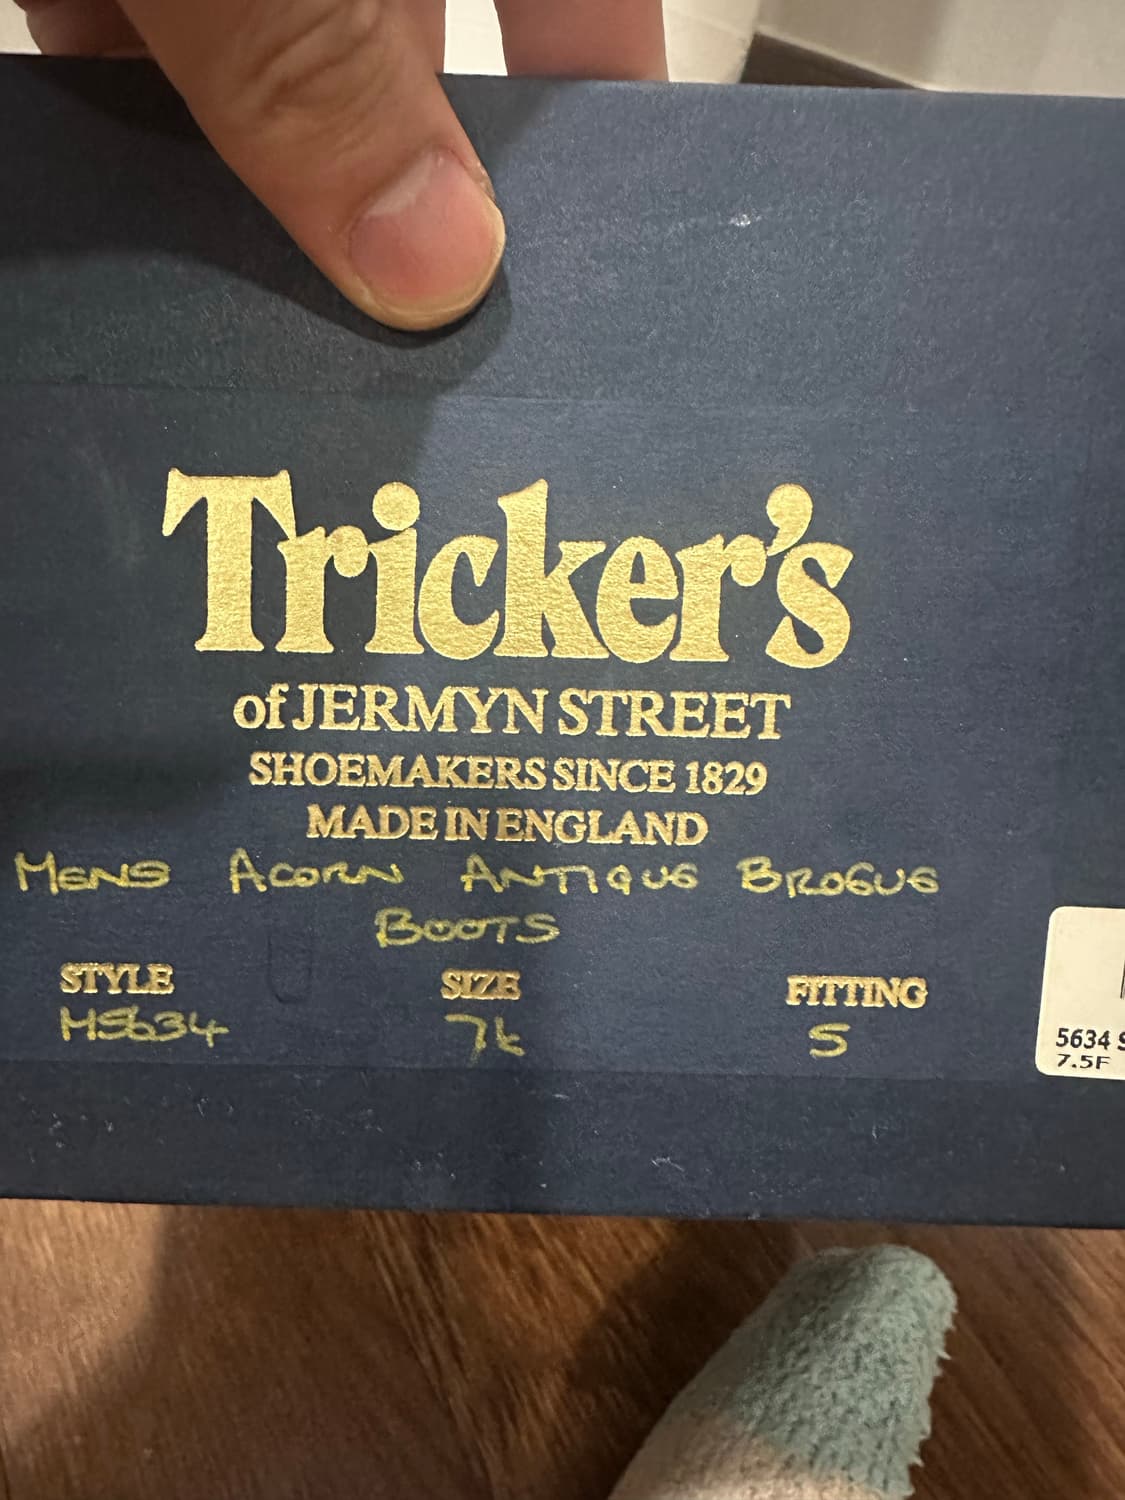 Tricker's
of JERMYN STREET
SHOEMAKERS SINCE 1829
MADE IN ENGLAND
MENS ACORN ANTIQUE BROGUE
BOOTS
STYLE SIZE FITTING
M5634 7½ 5
5634 S
7.5F